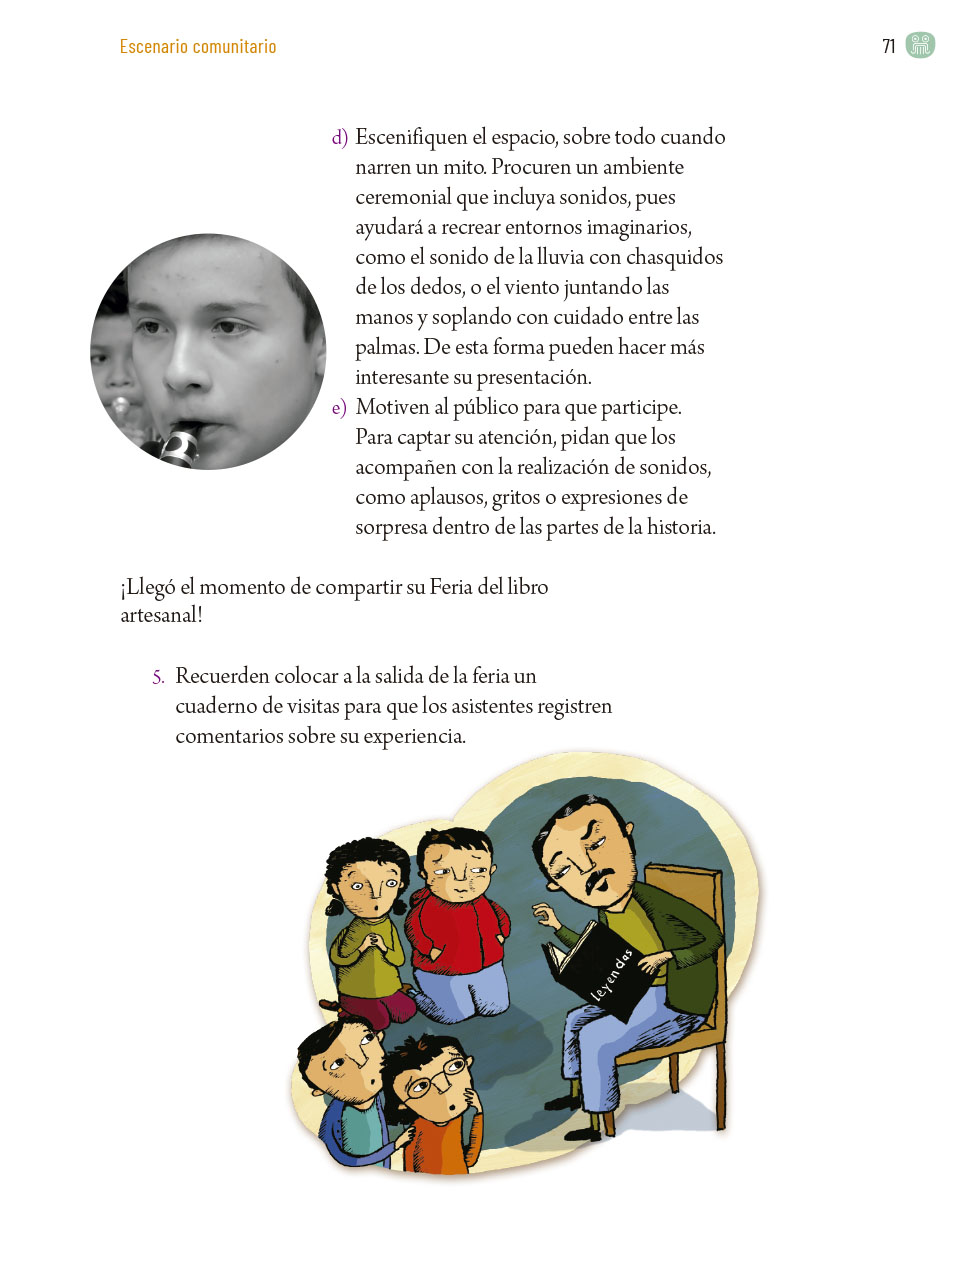 Escenario comunitario
71
d) Escenifiquen el espacio, sobre todo cuando
narren un mito. Procuren un ambiente
ceremonial que incluya sonidos, pues
ayudará a recrear entornos imaginarios,
como el sonido de la lluvia con chasquidos
de los dedos, o el viento juntando las
manos y soplando con cuidado entre las
palmas. De esta forma pueden hacer más
interesante su presentación.
e) Motiven al público para que participe.
Para captar su atención, pidan que los
acompañen con la realización de sonidos,
como aplausos, gritos o expresiones de
sorpresa dentro de las partes de la historia.
¡Llegó el momento de compartir su Feria del libro
artesanal!
5. Recuerden colocar a la salida de la feria un
cuaderno de visitas para que los asistentes registren
comentarios sobre su experiencia.
leyendas